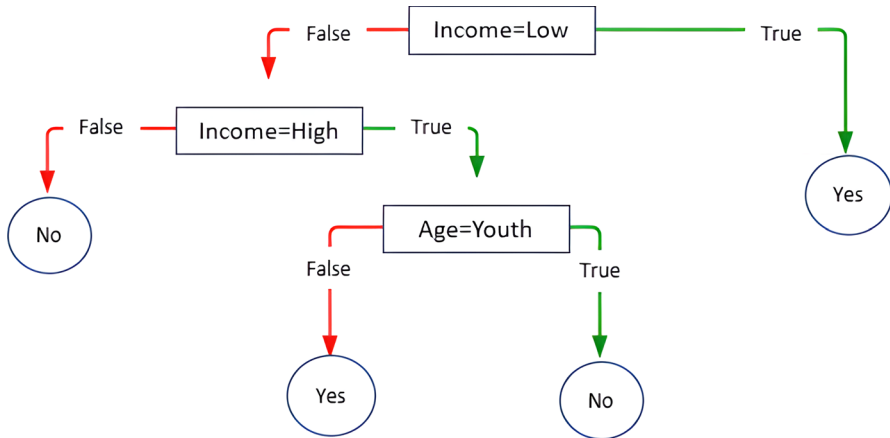 Income=Low
False
True
Income=High
False
True
Yes
No
Age=Youth
False
True
Yes
No